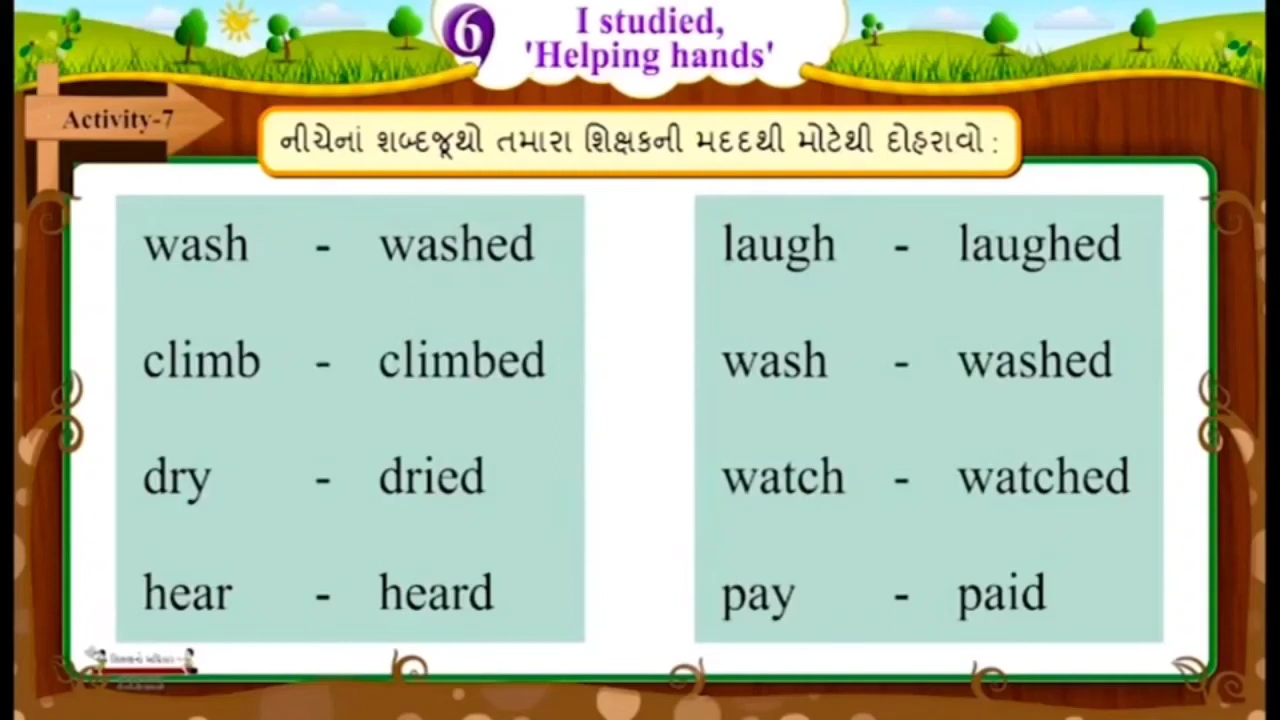 6
I studied,
'Helping hands'
Activity-7
નીચેનાં શબ્દજૂથો તમારા શિક્ષકની મદદથી મોટેથી દોહરાવો :
wash - washed
climb - climbed
dry - dried
hear - heard
laugh - laughed
wash - washed
watch - watched
pay - paid